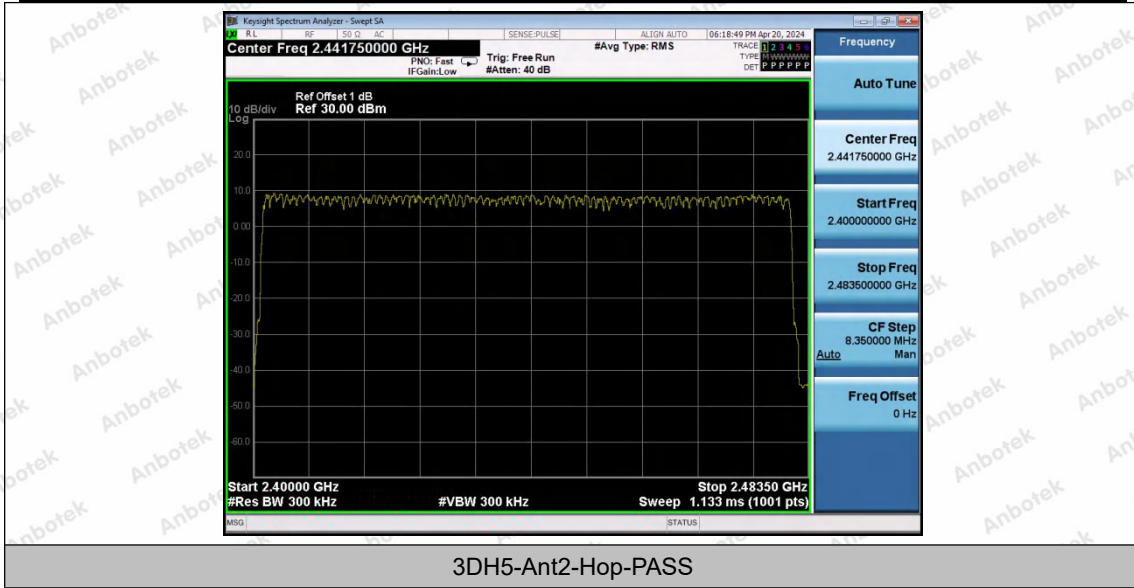 Keysight Spectrum Analyzer - Swept SA
LXI RL RF 50 Ω AC SENSE:PULSE ALIGN AUTO 06:18:49 PM Apr 20, 2024
Center Freq 2.441750000 GHz #Avg Type: RMS TRACE 1 2 3 4 5 6
PNO: Fast Trig: Free Run TYPE M WWWWW
IFGain:Low #Atten: 40 dB DET P P P P P P
Ref Offset 1 dB
10 dB/div Ref 30.00 dBm
Log
20.0
10.0
0.00
-10.0
-20.0
-30.0
-40.0
-50.0
-60.0
Start 2.40000 GHz Stop 2.48350 GHz
#Res BW 300 kHz #VBW 300 kHz Sweep 1.133 ms (1001 pts)
MSG STATUS
Frequency
Auto Tune
Center Freq
2.441750000 GHz
Start Freq
2.400000000 GHz
Stop Freq
2.483500000 GHz
CF Step
8.350000 MHz
Auto Man
Freq Offset
0 Hz
3DH5-Ant2-Hop-PASS
Anbotek